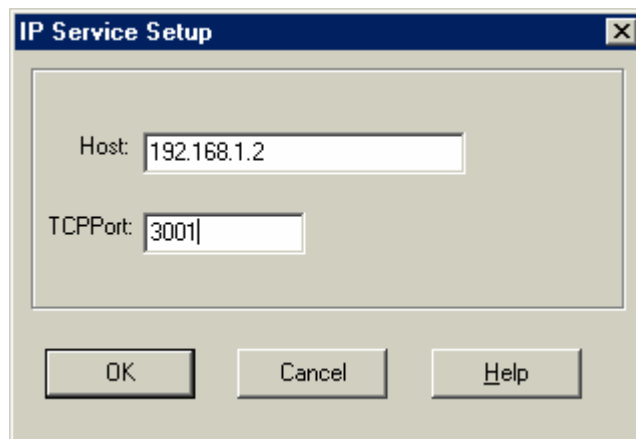 IP Service Setup
Host: 192.168.1.2
TCPPort: 3001
OK Cancel Help